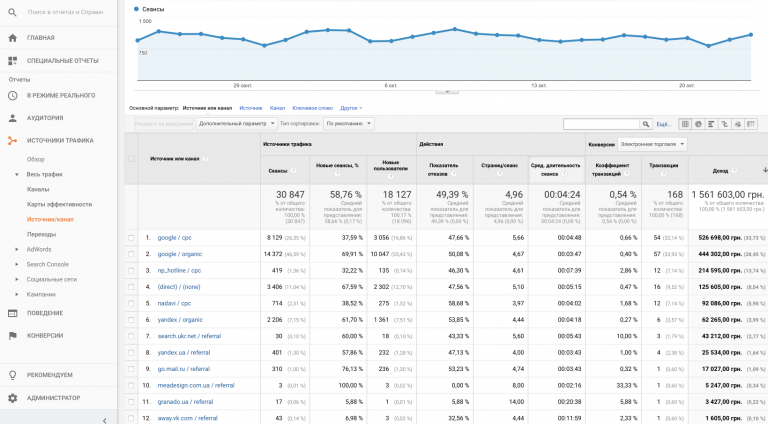 Поиск в отчетах и Справке
ГЛАВНАЯ
СПЕЦИАЛЬНЫЕ ОТЧЕТЫ
Отчеты
В РЕЖИМЕ РЕАЛЬНОГО
АУДИТОРИЯ
ИСТОЧНИКИ ТРАФИКА
Обзор
Весь трафик
Каналы
Карты эффективности
Источник/канал
Переходы
AdWords
Search Console
Социальные сети
Кампании
ПОВЕДЕНИЕ
КОНВЕРСИИ
РЕКОМЕНДУЕМ
АДМИНИСТРАТОР
Сеансы
1 500
750
29 сент.
6 окт.
13 окт.
20 окт.
Основной параметр: Источник или канал Источник Канал Ключевое слово Другое
Показать на диаграмме Дополнительный параметр Тип сортировки: По умолчанию Ещё...
Источник или канал
Источники трафика Действия Конверсии Электронная торговля
Сеансы Новые сеансы, % Новые пользователи Показатель отказов Страниц/сеанс Сред. длительность сеанса Коэффициент транзакций Транзакции Доход
30 847 58,76 % 18 127 49,39 % 4,96 00:04:24 0,54 % 168 1 561 603,00 грн.
% от общего количества: 100,00 % (30 847) Средний показатель для представления: 58,66 % (0,17 %) % от общего количества: 100,17 % (18 096) Средний показатель для представления: 49,39 % (0,00 %) Средний показатель для представления: 4,96 (0,00 %) Средний показатель для представления: 00:04:24 (0,00 %) Средний показатель для представления: 0,54 % (0,00 %) % от общего количества: 100,00 % (168) % от общего количества: 100,00 % (1 561 603,00 грн.)
1. google / cpc 8 129 (26,35 %) 37,59 % 3 056 (16,86 %) 47,66 % 5,66 00:04:48 0,66 % 54 (32,14 %) 526 698,00 грн. (33,73 %)
2. google / organic 14 372 (46,59 %) 69,91 % 10 047 (55,43 %) 50,08 % 4,67 00:03:47 0,40 % 57 (33,93 %) 444 302,00 грн. (28,45 %)
3. np_hotline / cpc 419 (1,36 %) 32,22 % 135 (0,74 %) 46,30 % 4,61 00:07:39 2,86 % 12 (7,14 %) 214 595,00 грн. (13,74 %)
4. (direct) / (none) 3 406 (11,04 %) 67,59 % 2 302 (12,70 %) 47,56 % 5,10 00:05:15 0,47 % 16 (9,52 %) 125 605,00 грн. (8,04 %)
5. nadavi / cpc 714 (2,31 %) 38,52 % 275 (1,52 %) 58,68 % 3,97 00:04:02 1,68 % 12 (7,14 %) 92 086,00 грн. (5,90 %)
6. yandex / organic 2 206 (7,15 %) 61,70 % 1 361 (7,51 %) 53,85 % 4,44 00:04:18 0,27 % 6 (3,57 %) 62 265,00 грн. (3,99 %)
7. search.ukr.net / referral 30 (0,10 %) 60,00 % 18 (0,10 %) 43,33 % 5,60 00:05:43 10,00 % 3 (1,79 %) 43 212,00 грн. (2,77 %)
8. yandex.ua / referral 401 (1,30 %) 57,86 % 232 (1,28 %) 47,13 % 4,00 00:03:44 1,00 % 4 (2,38 %) 25 534,00 грн. (1,64 %)
9. go.mail.ru / referral 310 (1,00 %) 76,13 % 236 (1,30 %) 53,23 % 4,74 00:03:43 0,32 % 1 (0,60 %) 17 027,00 грн. (1,09 %)
10. meadesign.com.ua / referral 3 (0,01 %) 100,00 % 3 (0,02 %) 0,00 % 8,00 00:02:16 33,33 % 1 (0,60 %) 5 247,00 грн. (0,34 %)
11. granado.ua / referral 17 (0,06 %) 5,88 % 1 (0,01 %) 5,88 % 14,00 00:20:38 5,88 % 1 (0,60 %) 2 787,00 грн. (0,18 %)
12. away.vk.com / referral 43 (0,14 %) 6,98 % 3 (0,02 %) 32,56 % 4,44 00:11:59 2,33 % 1 (0,60 %) 1 605,00 грн. (0,10 %)